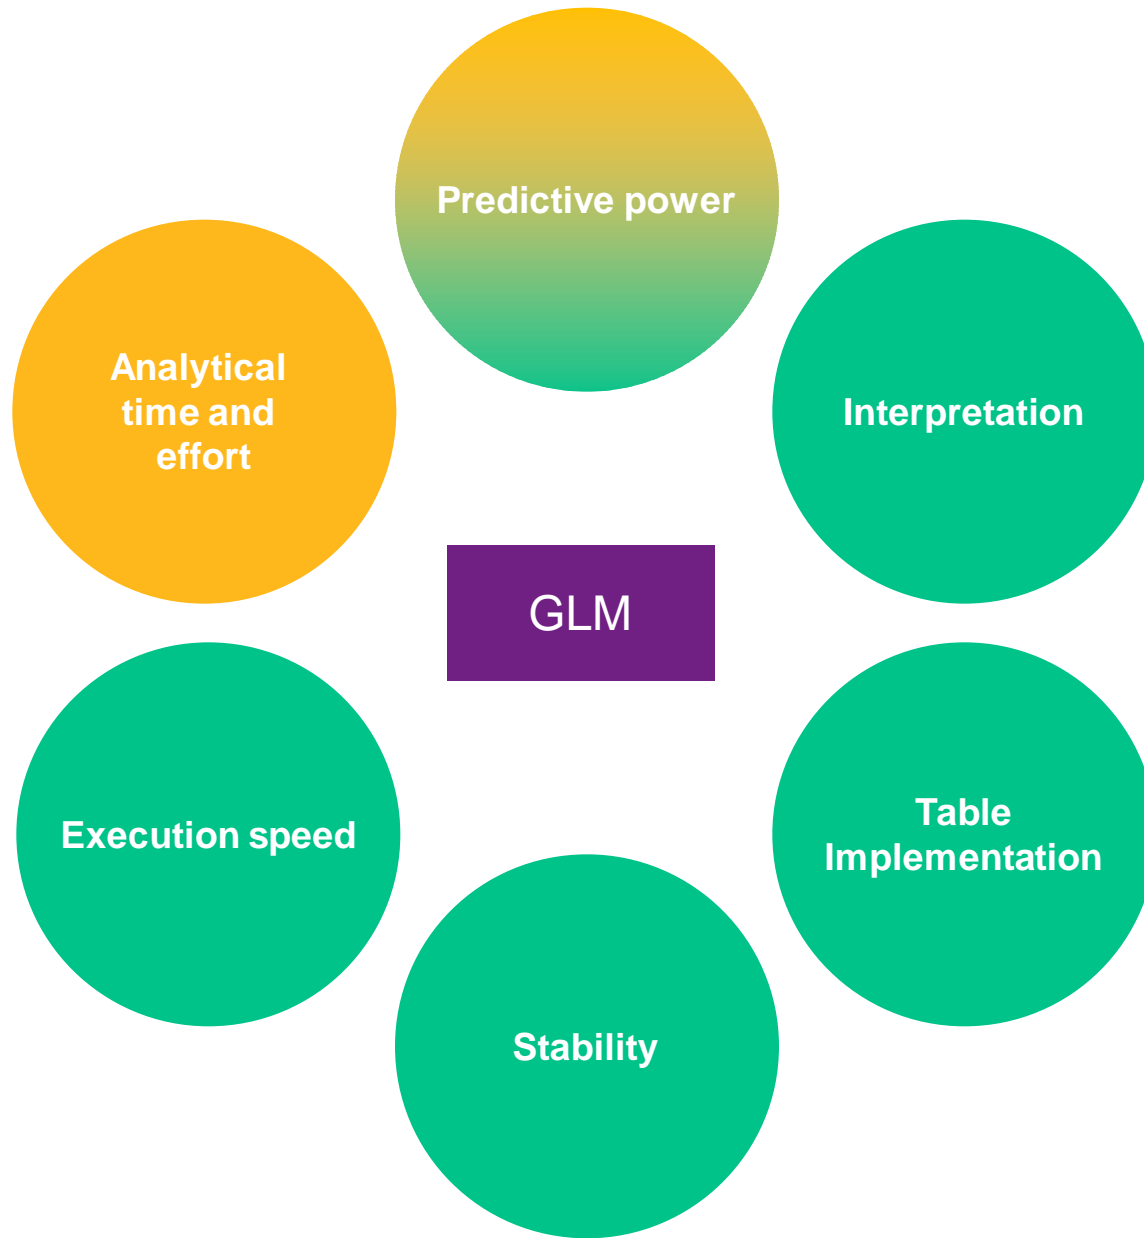 Predictive power
Analytical
time and
effort
Interpretation
GLM
Execution speed
Table
Implementation
Stability